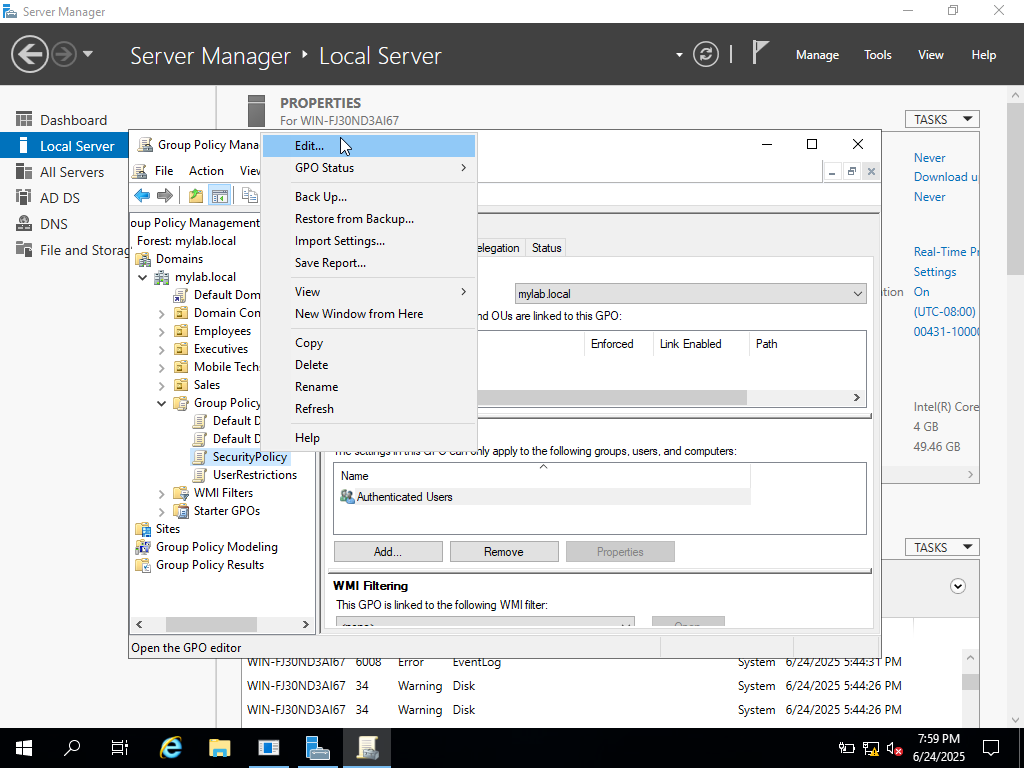 Server Manager
Server Manager ‣ Local Server
Manage
Tools
View
Help
Dashboard
Local Server
All Servers
AD DS
DNS
File and Storag
PROPERTIES
For WIN-FJ30ND3AI67
TASKS
Never
Download u
Never
Real-Time Pr
Settings
On
(UTC-08:00)
00431-1000
Intel(R) Core
4 GB
49.46 GB
Group Policy Mana
File
Action
View
oup Policy Management
Forest: mylab.local
Domains
mylab.local
Default Dom
Domain Con
Employees
Executives
Mobile Tech
Sales
Group Policy
Default D
Default D
SecurityPolicy
UserRestrictions
WMI Filters
Starter GPOs
Sites
Group Policy Modeling
Group Policy Results
Edit...
GPO Status
Back Up...
Restore from Backup...
Import Settings...
Save Report...
View
New Window from Here
Copy
Delete
Rename
Refresh
Help
elegation
Status
mylab.local
nd OUs are linked to this GPO:
Enforced
Link Enabled
Path
The settings in this GPO can only apply to the following groups, users, and computers:
Name
Authenticated Users
Add...
Remove
Properties
WMI Filtering
This GPO is linked to the following WMI filter:
<none>
Open
Open the GPO editor
TASKS
WIN-FJ30ND3AI67 6008 Error EventLog System 6/24/2025 5:44:31 PM
WIN-FJ30ND3AI67 34 Warning Disk System 6/24/2025 5:44:26 PM
WIN-FJ30ND3AI67 34 Warning Disk System 6/24/2025 5:44:26 PM
7:59 PM
6/24/2025